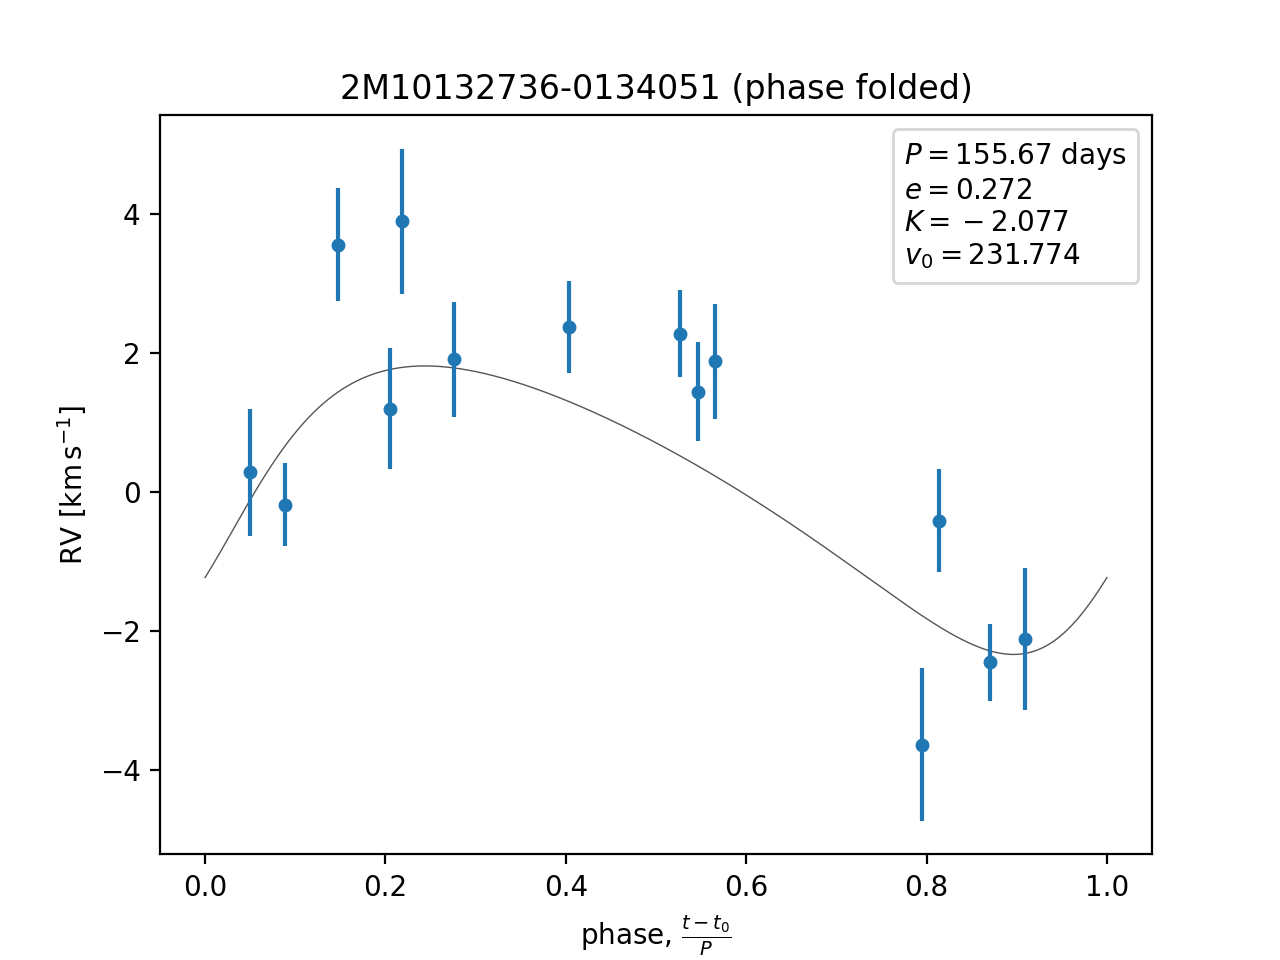 2M10132736-0134051 (phase folded)
P = 155.67 days
e = 0.272
K = −2.077
v₀ = 231.774
4
2
0
−2
−4
RV [km s⁻¹]
0.0 0.2 0.4 0.6 0.8 1.0
phase, (t − t₀)/P